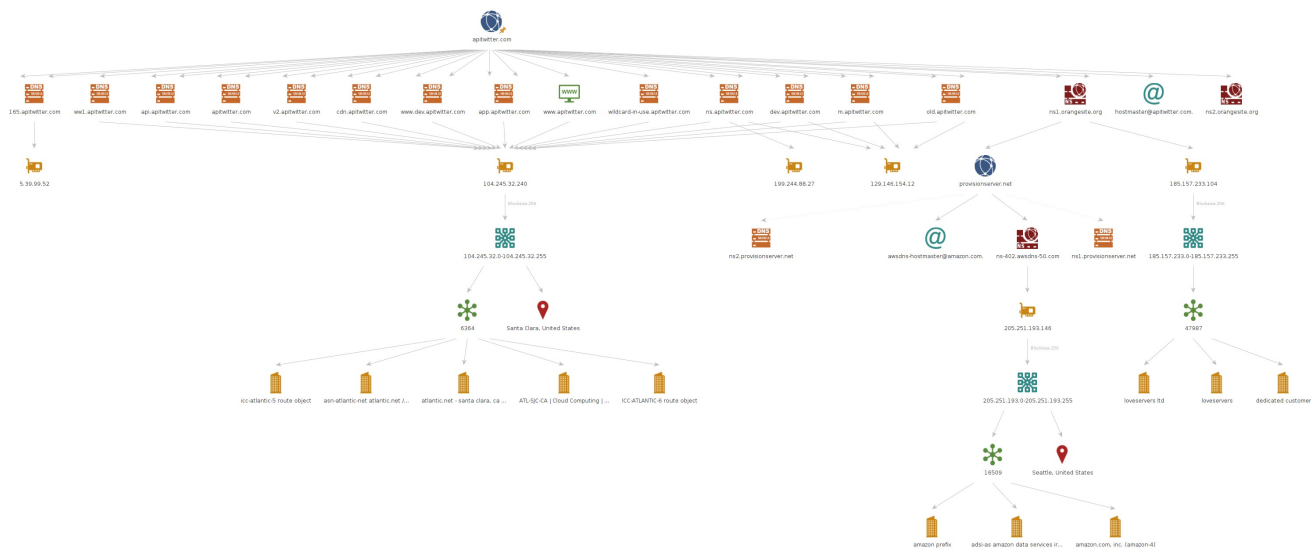 apitwitter.com
165.apitwitter.com
ww1.apitwitter.com
api.apitwitter.com
apitwitter.com
v2.apitwitter.com
cdn.apitwitter.com
www.dev.apitwitter.com
app.apitwitter.com
www.apitwitter.com
wildcard-in-use.apitwitter.com
ns.apitwitter.com
dev.apitwitter.com
m.apitwitter.com
old.apitwitter.com
ns1.orangesite.org
hostmaster@apitwitter.com.
ns2.orangesite.org
5.39.99.52
104.245.32.240
199.244.88.27
129.146.154.12
provisionserver.net
185.157.233.104
104.245.32.0-104.245.32.255
ns2.provisionserver.net
awsdns-hostmaster@amazon.com.
ns-402.awsdns-50.com
ns1.provisionserver.net
185.157.233.0-185.157.233.255
6364
Santa Clara, United States
205.251.193.146
47987
icc-atlantic-5 route object
asn-atlantic-net atlantic.net /...
atlantic.net - santa clara, ca ...
ATL-SJC-CA | Cloud Computing | ...
ICC-ATLANTIC-6 route object
205.251.193.0-205.251.193.255
loveservers ltd
loveservers
dedicated customer
16509
Seattle, United States
amazon prefix
adsi-as amazon data services ir...
amazon.com, inc. (amazon-4)